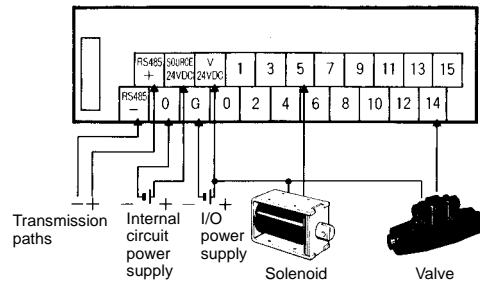 RS485 + SOURCE 24VDC V 24VDC 1 3 5 7 9 11 13 15
RS485 − 0 G 0 2 4 6 8 10 12 14
− + − + − +
Transmission paths
Internal circuit power supply
I/O power supply
Solenoid
Valve